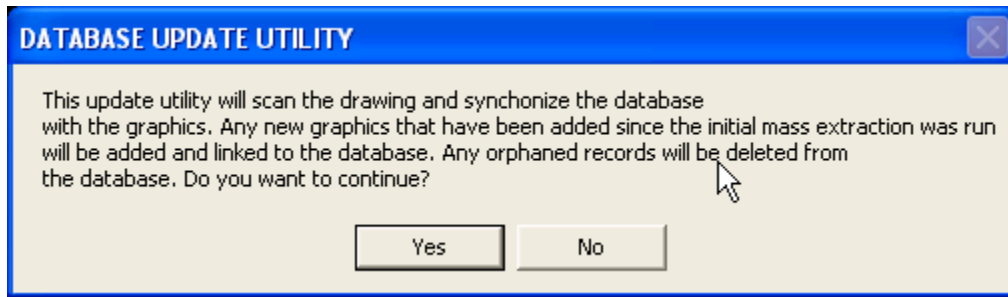 DATABASE UPDATE UTILITY
This update utility will scan the drawing and synchonize the database
with the graphics. Any new graphics that have been added since the initial mass extraction was run
will be added and linked to the database. Any orphaned records will be deleted from
the database. Do you want to continue?
Yes No